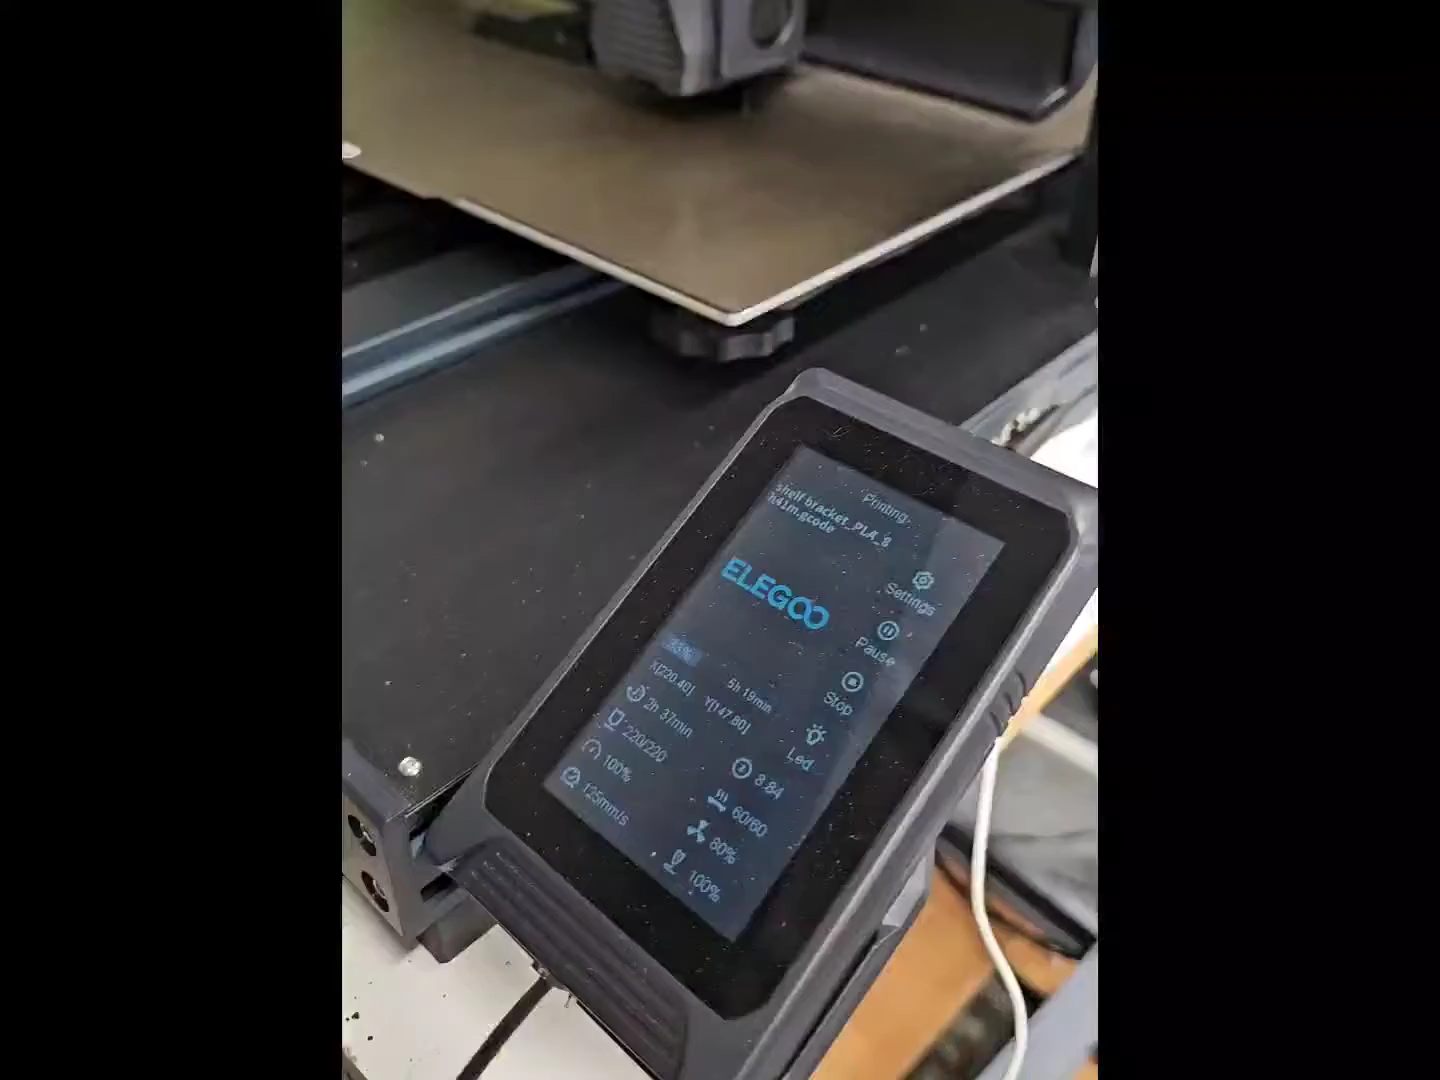 Printing
shelf bracket_PLA_8
h41m.gcode
ELEGOO
Settings
Pause
Stop
Led
33%
X[220.40]
Y[147.80]
5h 19min
2h 37min
220/220
100%
125mm/s
8.84
60/60
80%
100%